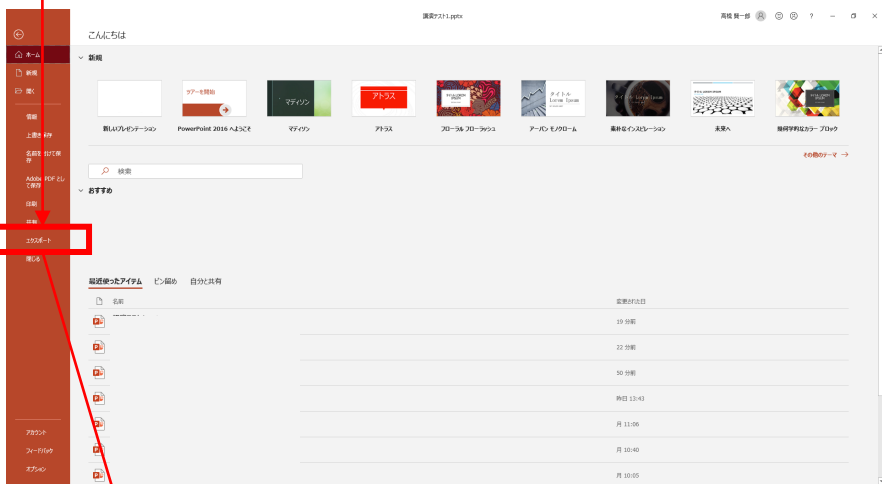 講演テスト1.pptx
高橋 賢一郎
?
こんにちは
ホーム
新規
開く
情報
上書き保存
名前を付けて保
存
Adobe PDF とし
て保存
印刷
共有
エクスポート
閉じる
アカウント
フィードバック
オプション
新規
ツアーを開始
マディソン
アトラス
タイトル
Lorem Ipsum
新しいプレゼンテーション
PowerPoint 2016 へようこそ
マディソン
アトラス
フローラル フローラッシュ
アーバン モノクローム
素朴なインスピレーション
未来へ
幾何学的なカラー ブロック
その他のテーマ →
検索
おすすめ
最近使ったアイテム ピン留め 自分と共有
名前 変更された日
19 分前
22 分前
50 分前
昨日 13:43
月 11:06
月 10:40
月 10:05